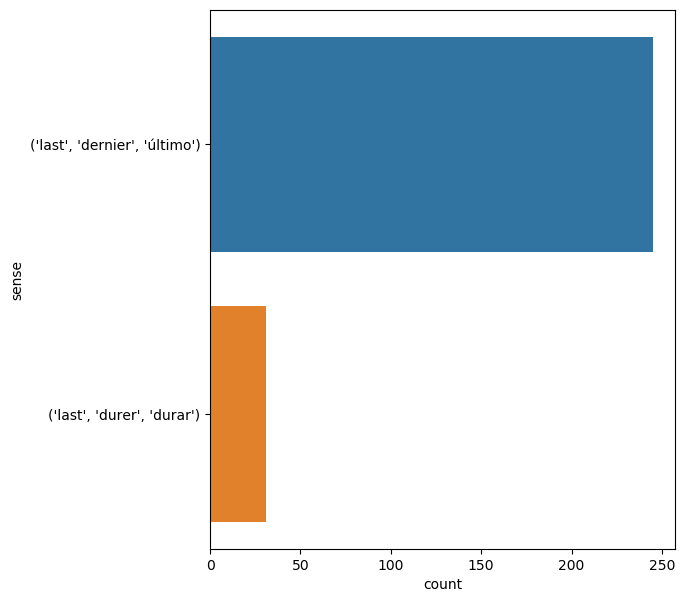 ('last', 'dernier', 'último')
('last', 'durer', 'durar')
sense
0 50 100 150 200 250
count